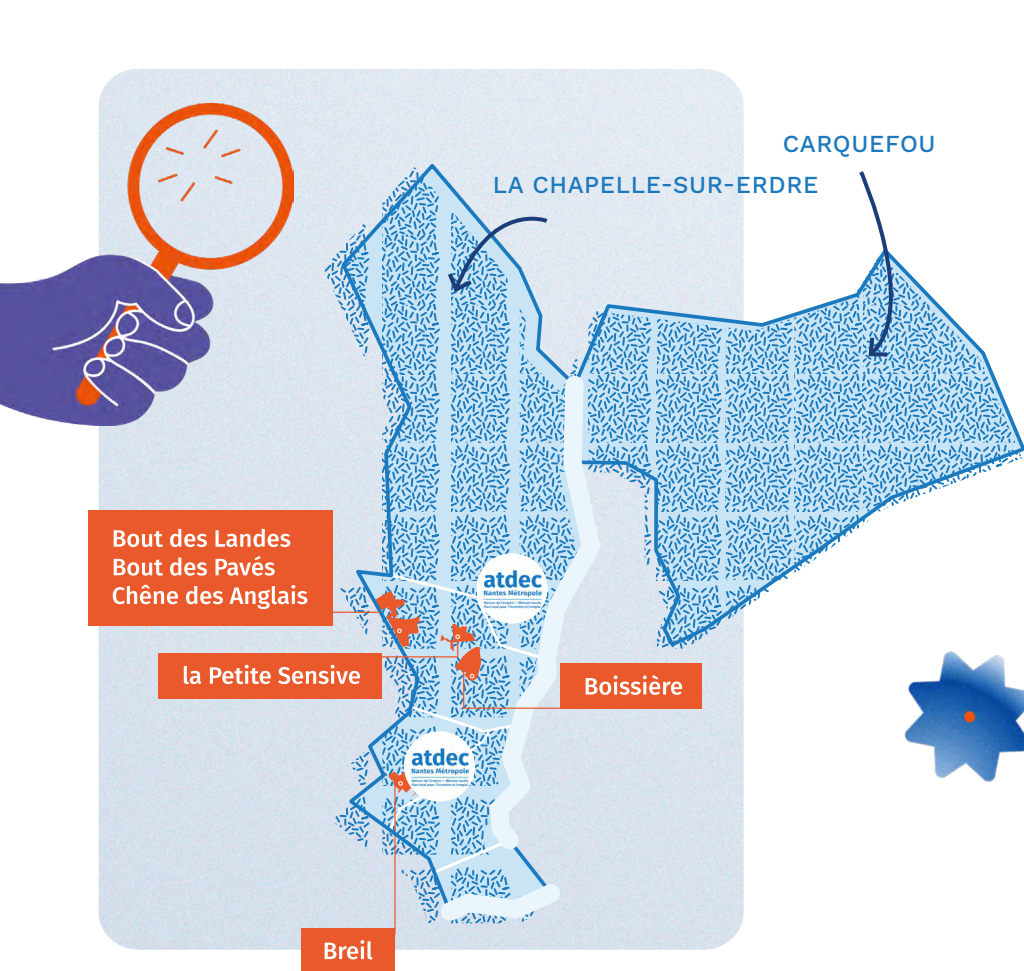 CARQUEFOU
LA CHAPELLE-SUR-ERDRE
Bout des Landes
Bout des Pavés
Chêne des Anglais
atdec
Nantes Métropole
la Petite Sensive
Boissière
atdec
Nantes Métropole
Breil